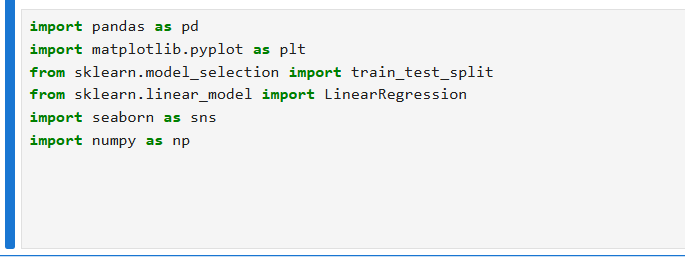 import pandas as pd
import matplotlib.pyplot as plt
from sklearn.model_selection import train_test_split
from sklearn.linear_model import LinearRegression
import seaborn as sns
import numpy as np